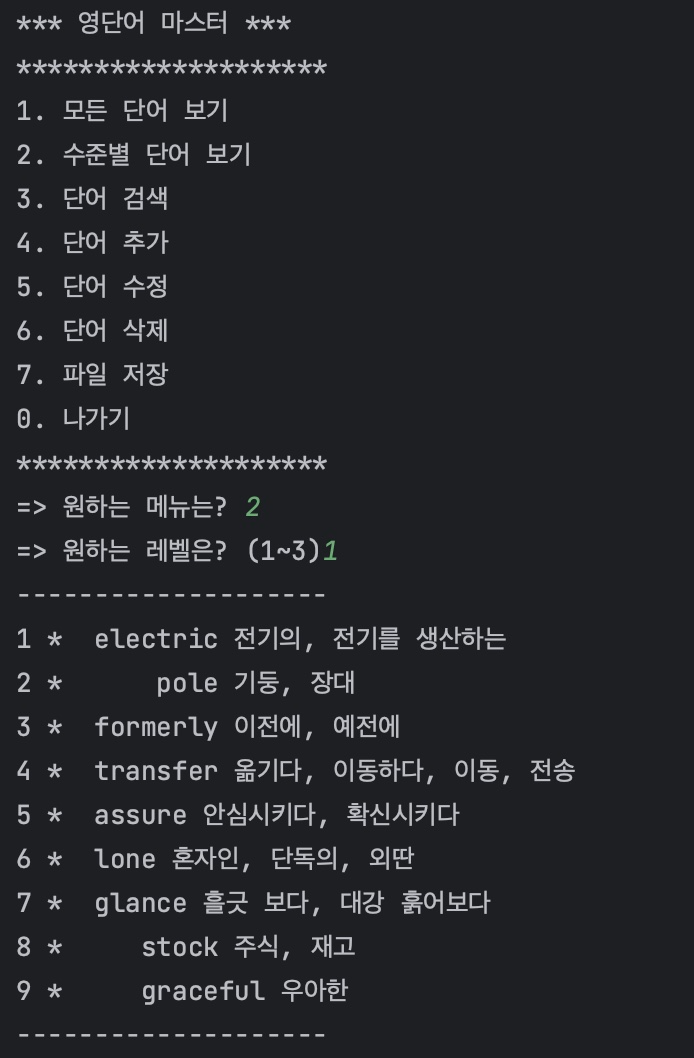 *** 영단어 마스터 ***
********************
1. 모든 단어 보기
2. 수준별 단어 보기
3. 단어 검색
4. 단어 추가
5. 단어 수정
6. 단어 삭제
7. 파일 저장
0. 나가기
********************
=> 원하는 메뉴는? 2
=> 원하는 레벨은? (1~3)1
--------------------
1 *  electric 전기의, 전기를 생산하는
2 *      pole 기둥, 장대
3 *  formerly 이전에, 예전에
4 *  transfer 옮기다, 이동하다, 이동, 전송
5 *  assure 안심시키다, 확신시키다
6 *  lone 혼자인, 단독의, 외딴
7 *  glance 흘긋 보다, 대강 훑어보다
8 *     stock 주식, 재고
9 *     graceful 우아한
--------------------